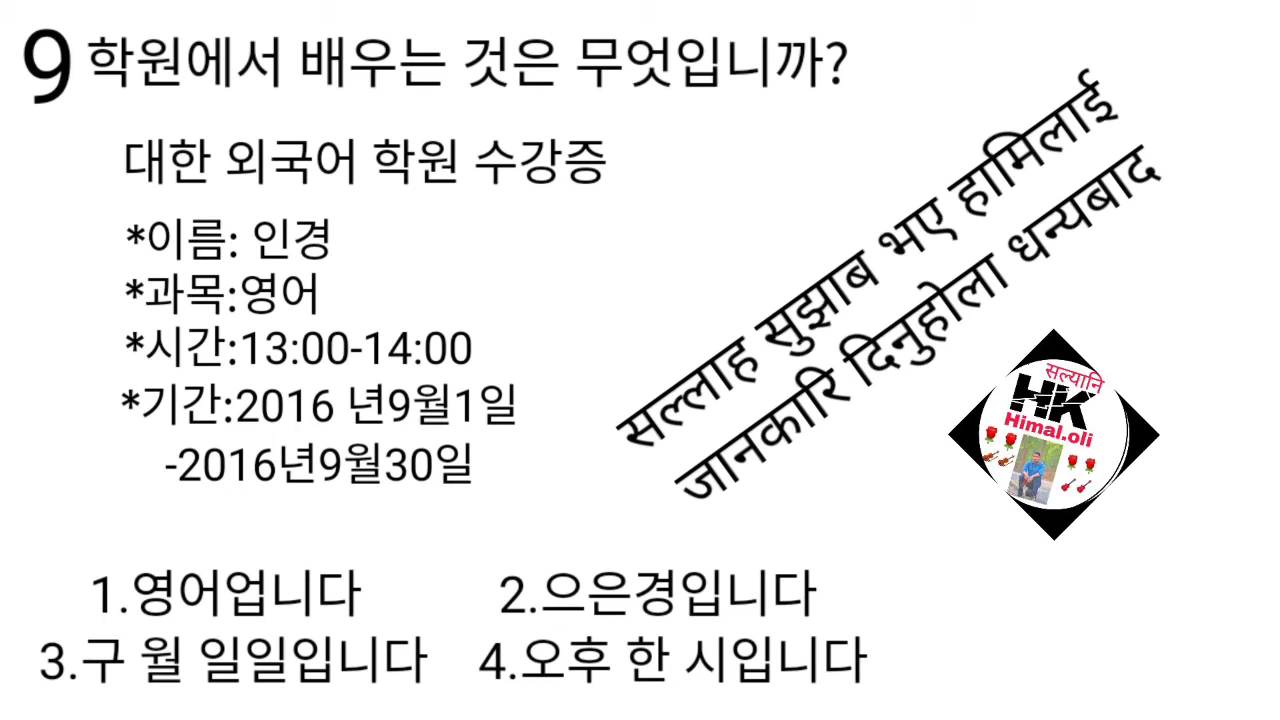 9 학원에서 배우는 것은 무엇입니까?
대한 외국어 학원 수강증
*이름: 인경
*과목:영어
*시간:13:00-14:00
*기간:2016 년9월1일
-2016년9월30일
सल्लाह सुझाब भए हामिलाई
जानकारि दिनुहोला धन्यबाद
सल्यानि
HK
Himal.oli
1.영어업니다 2.으은경입니다
3.구 월 일일입니다 4.오후 한 시입니다